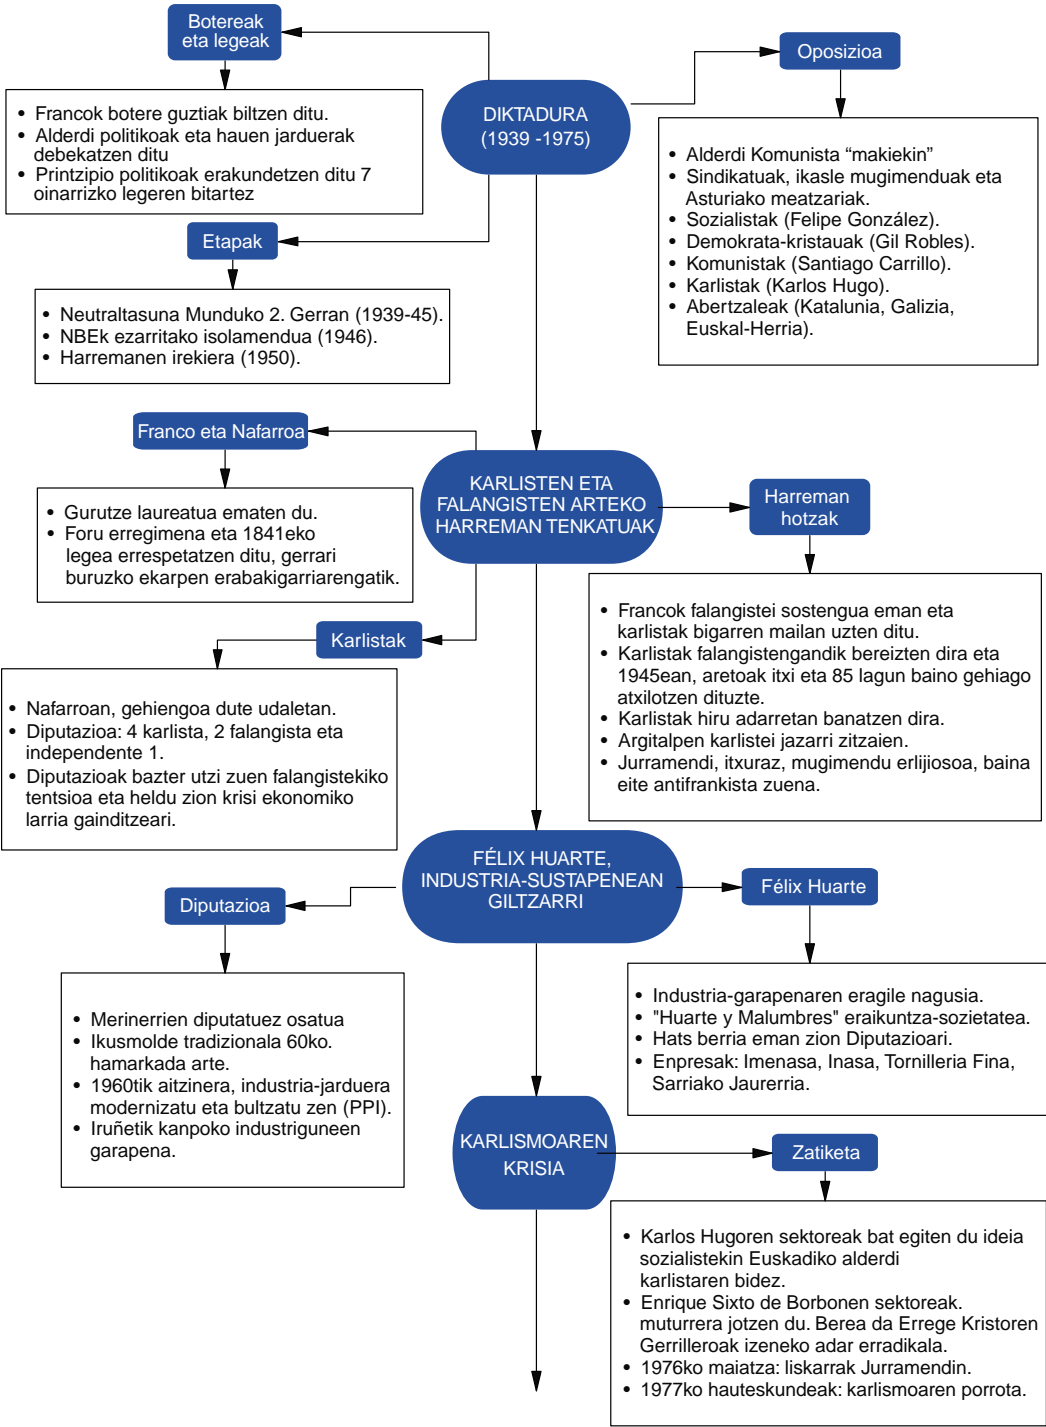 Botereak
eta legeak
Oposizioa
DIKTADURA
(1939 -1975)
• Francok botere guztiak biltzen ditu.
• Alderdi politikoak eta hauen jarduerak
debekatzen ditu
• Printzipio politikoak erakundetzen ditu 7
oinarrizko legeren bitartez
• Alderdi Komunista “makiekin”
• Sindikatuak, ikasle mugimenduak eta
Asturiako meatzariak.
• Sozialistak (Felipe González).
• Demokrata-kristauak (Gil Robles).
• Komunistak (Santiago Carrillo).
• Karlistak (Karlos Hugo).
• Abertzaleak (Katalunia, Galizia,
Euskal-Herria).
Etapak
• Neutraltasuna Munduko 2. Gerran (1939-45).
• NBEk ezarritako isolamendua (1946).
• Harremanen irekiera (1950).
Franco eta Nafarroa
KARLISTEN ETA
FALANGISTEN ARTEKO
HARREMAN TENKATUAK
Harreman
hotzak
• Gurutze laureatua ematen du.
• Foru erregimena eta 1841eko
legea errespetatzen ditu, gerrari
buruzko ekarpen erabakigarriarengatik.
• Francok falangistei sostengua eman eta
karlistak bigarren mailan uzten ditu.
• Karlistak falangistengandik bereizten dira eta
1945ean, aretoak itxi eta 85 lagun baino gehiago
atxilotzen dituzte.
• Karlistak hiru adarretan banatzen dira.
• Argitalpen karlistei jazarri zitzaien.
• Jurramendi, itxuraz, mugimendu erlijiosoa, baina
eite antifrankista zuena.
Karlistak
• Nafarroan, gehiengoa dute udaletan.
• Diputazioa: 4 karlista, 2 falangista eta
independente 1.
• Diputazioak bazter utzi zuen falangistekiko
tentsioa eta heldu zion krisi ekonomiko
larria gainditzeari.
FÉLIX HUARTE,
INDUSTRIA-SUSTAPENEAN
GILTZARRI
Diputazioa
Félix Huarte
• Merinerrien diputatuez osatua
• Ikusmolde tradizionala 60ko.
hamarkada arte.
• 1960tik aitzinera, industria-jarduera
modernizatu eta bultzatu zen (PPI).
• Iruñetik kanpoko industriguneen
garapena.
• Industria-garapenaren eragile nagusia.
• "Huarte y Malumbres" eraikuntza-sozietatea.
• Hats berria eman zion Diputazioari.
• Enpresak: Imenasa, Inasa, Tornilleria Fina,
Sarriako Jaurerria.
KARLISMOAREN
KRISIA
Zatiketa
• Karlos Hugoren sektoreak bat egiten du ideia
sozialistekin Euskadiko alderdi
karlistaren bidez.
• Enrique Sixto de Borbonen sektoreak.
muturrera jotzen du. Berea da Errege Kristoren
Gerrilleroak izeneko adar erradikala.
• 1976ko maiatza: liskarrak Jurramendin.
• 1977ko hauteskundeak: karlismoaren porrota.